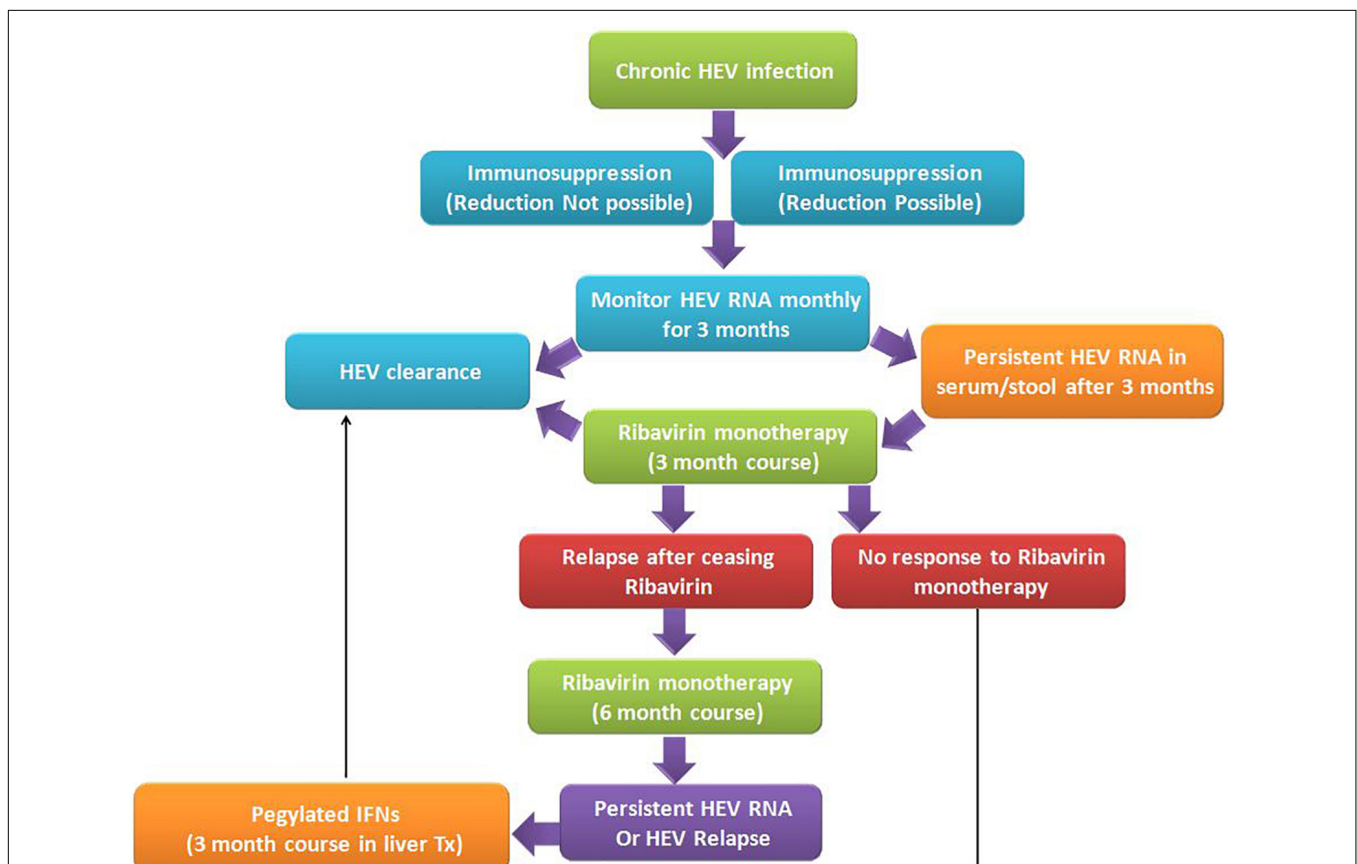 Chronic HEV infection
Immunosuppression
(Reduction Not possible)
Immunosuppression
(Reduction Possible)
Monitor HEV RNA monthly
for 3 months
HEV clearance
Persistent HEV RNA in
serum/stool after 3 months
Ribavirin monotherapy
(3 month course)
Relapse after ceasing
Ribavirin
No response to Ribavirin
monotherapy
Ribavirin monotherapy
(6 month course)
Pegylated IFNs
(3 month course in liver Tx)
Persistent HEV RNA
Or HEV Relapse